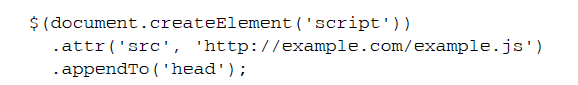 $(document.createElement('script'))
  .attr('src', 'http://example.com/example.js')
  .appendTo('head');